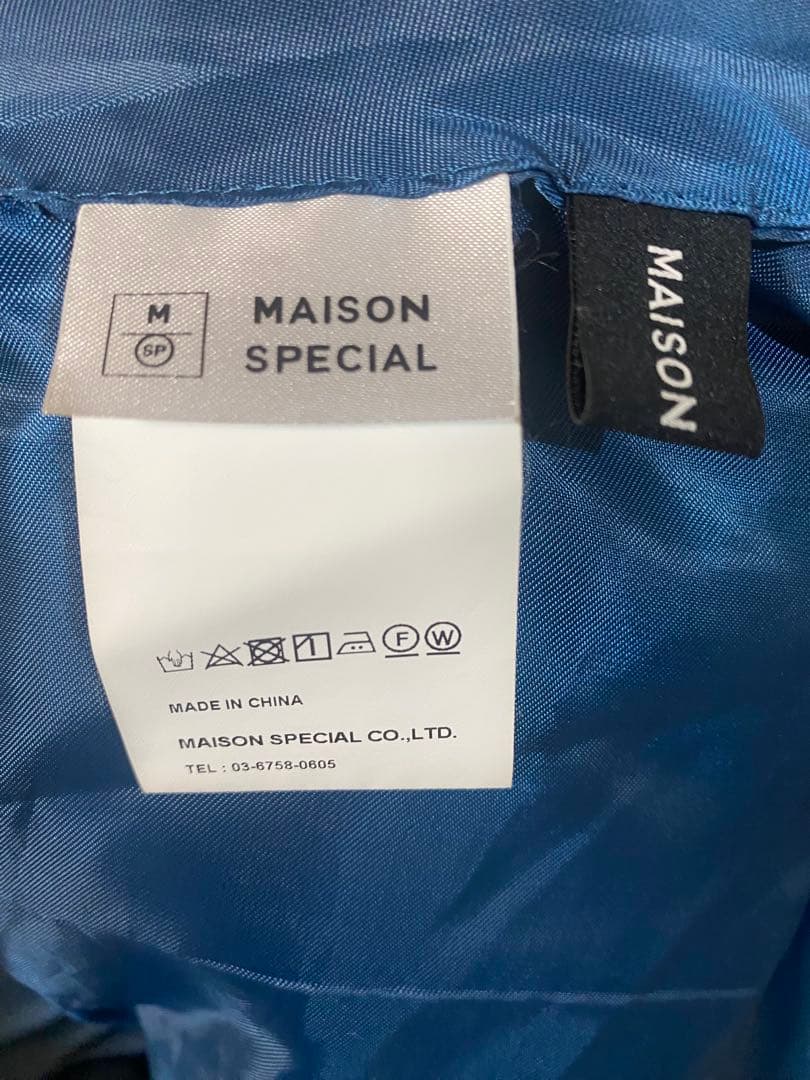 M
SP
MAISON
SPECIAL
MAISON
F W
MADE IN CHINA
MAISON SPECIAL CO.,LTD.
TEL : 03-6758-0605